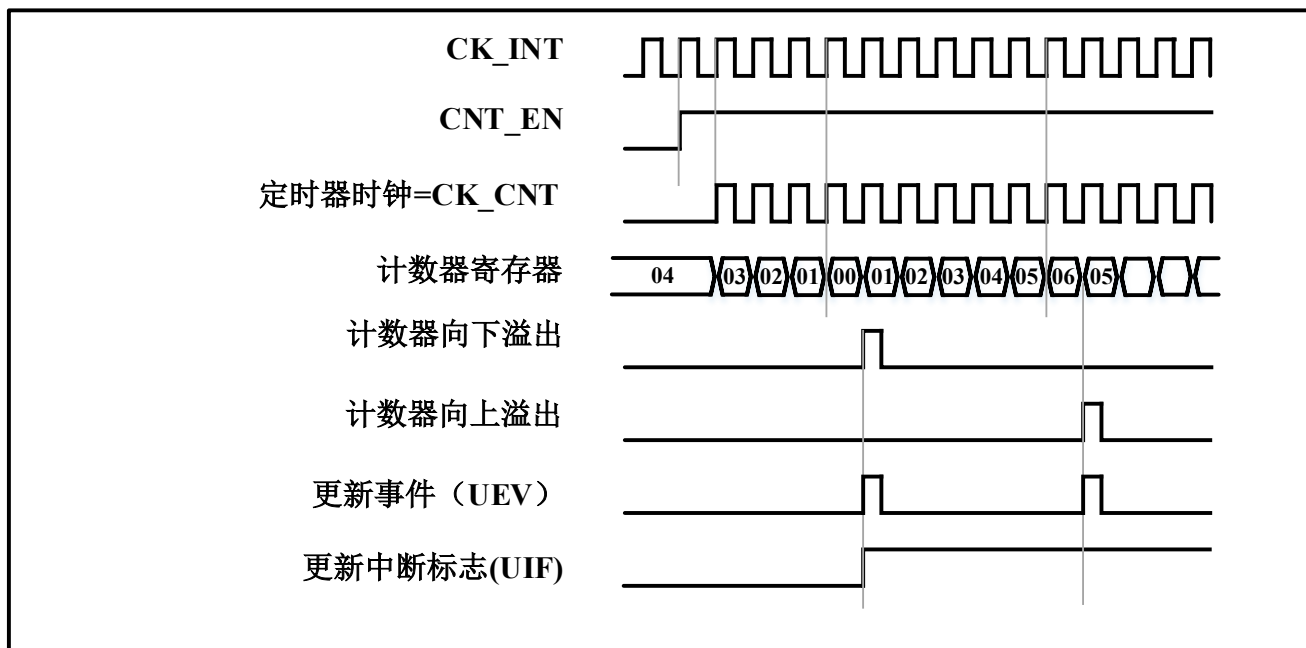 CK_INT
CNT_EN
定时器时钟=CK_CNT
计数器寄存器 04 03 02 01 00 01 02 03 04 05 06 05
计数器向下溢出
计数器向上溢出
更新事件（UEV）
更新中断标志(UIF)